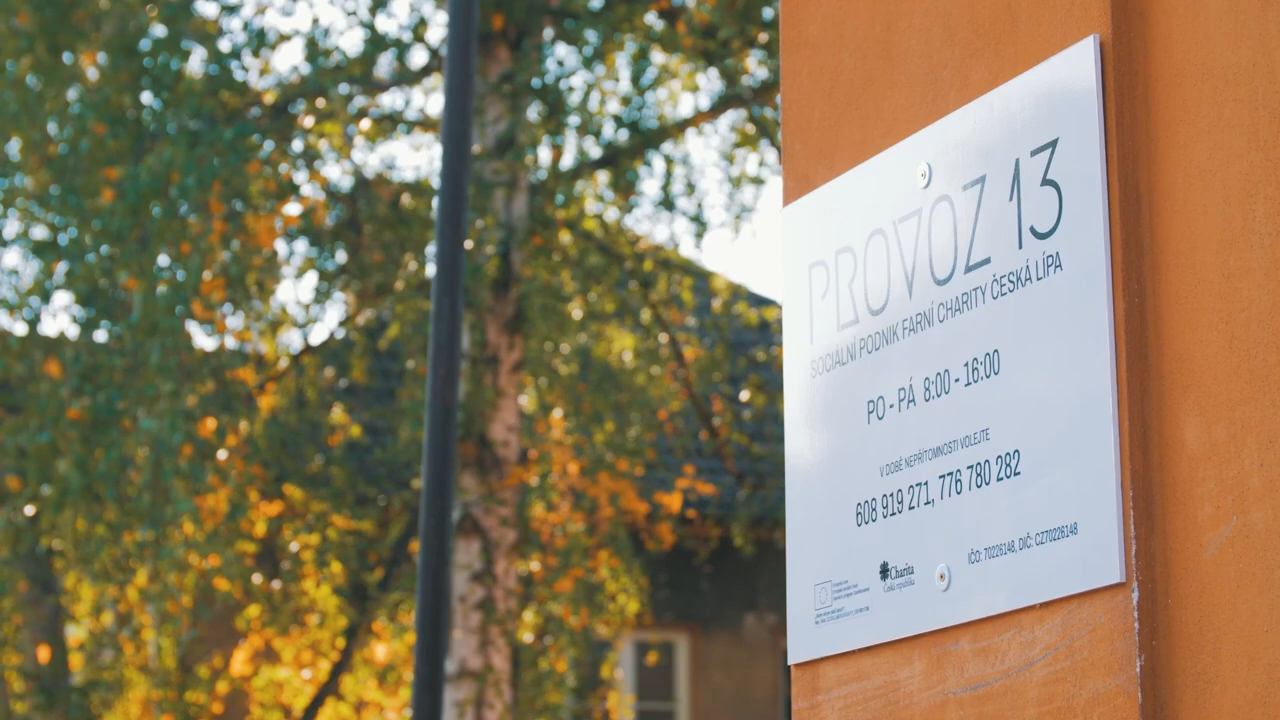 PROVOZ 13
SOCIÁLNÍ PODNIK FARNÍ CHARITY ČESKÁ LÍPA
PO - PÁ 8:00 - 16:00
V DOBĚ NEPŘÍTOMNOSTI VOLEJTE
608 919 271, 776 780 282
IČO: 70226148, DIČ: CZ70226148
Charita
Česká republika